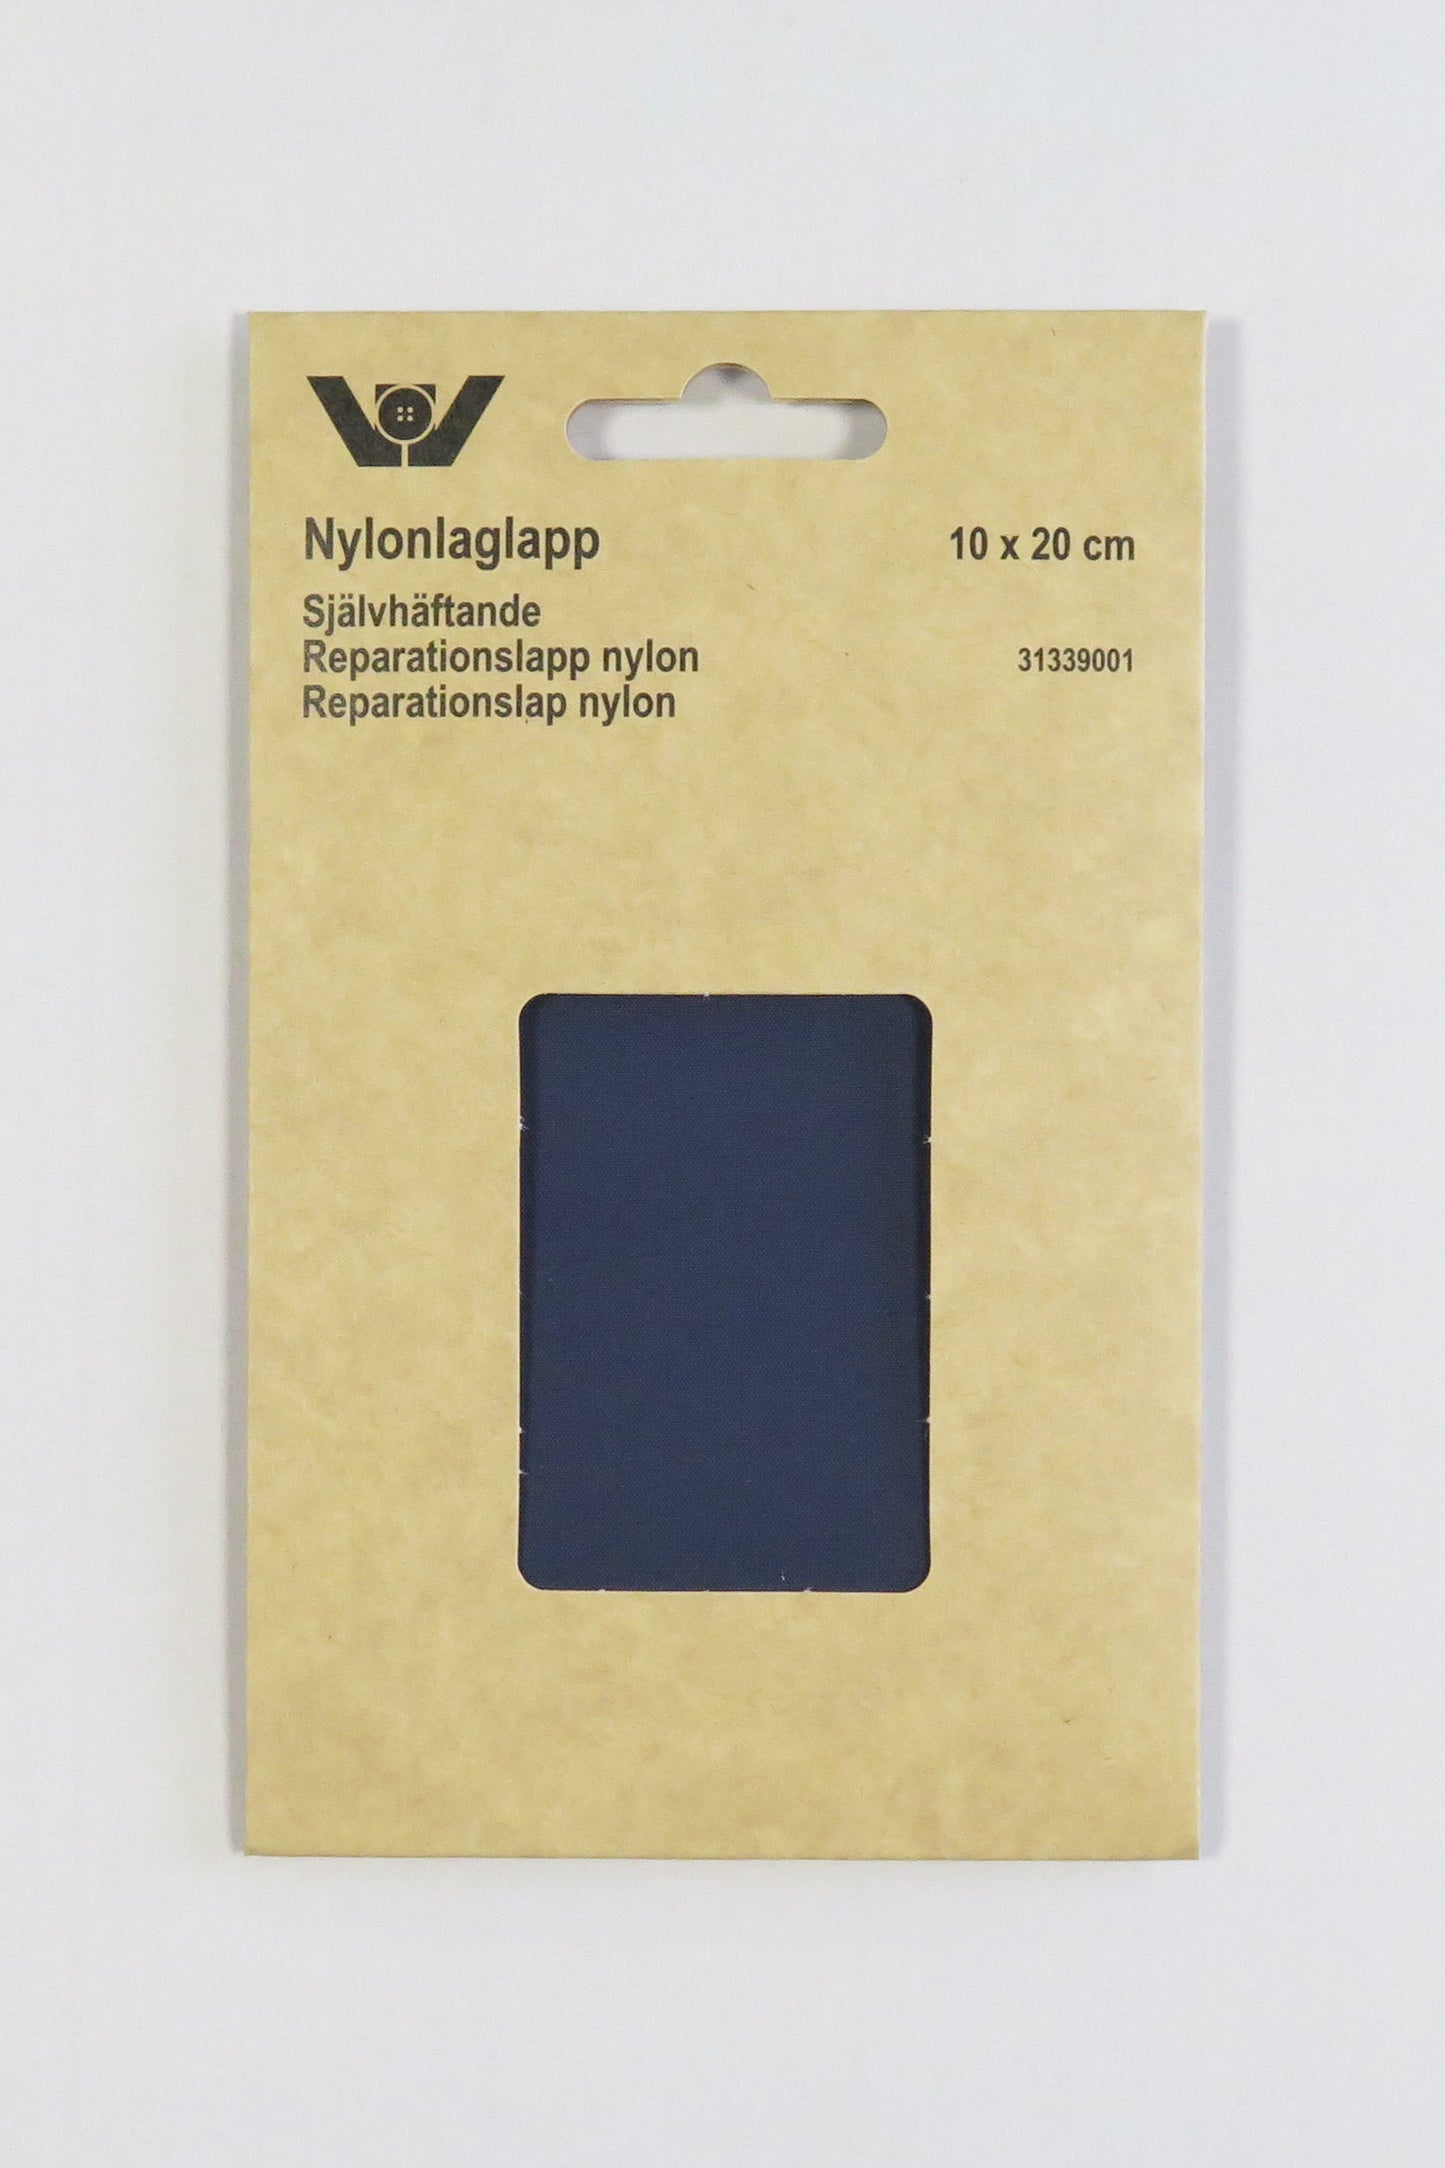 Nylonlaglapp
10 x 20 cm
Självhäftande
Reparationslapp nylon
31339001
Reparationslap nylon